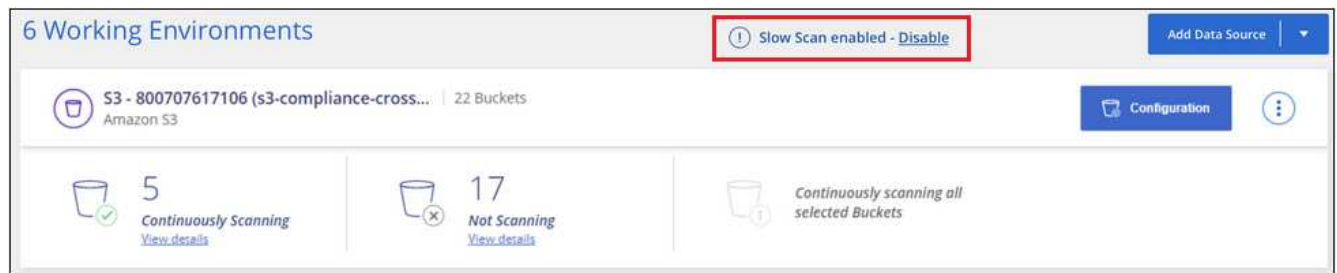 6 Working Environments
Slow Scan enabled - Disable
Add Data Source
S3 - 800707617106 (s3-compliance-cross...
22 Buckets
Amazon S3
Configuration
5
Continuously Scanning
View details
17
Not Scanning
View details
Continuously scanning all
selected Buckets